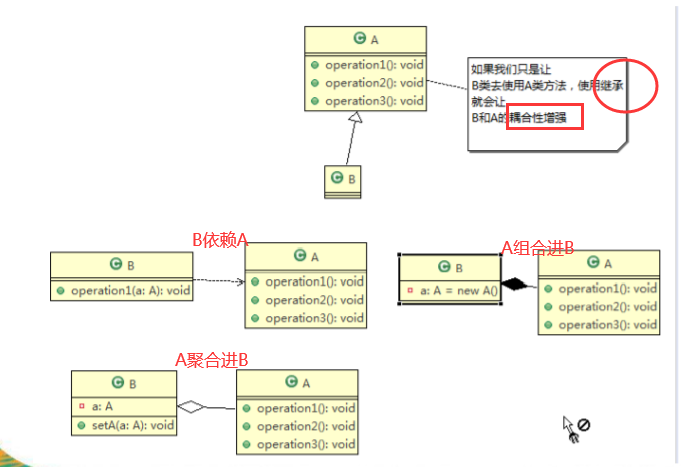 C A
operation1(): void
operation2(): void
operation3(): void
如果我们只是让
B类去使用A类方法，使用继承
就会让
B和A的耦合性增强
C B
B依赖A
C B
operation1(a: A): void
C A
operation1(): void
operation2(): void
operation3(): void
A组合进B
C B
a: A = new A()
C A
operation1(): void
operation2(): void
operation3(): void
A聚合进B
C B
a: A
setA(a: A): void
C A
operation1(): void
operation2(): void
operation3(): void